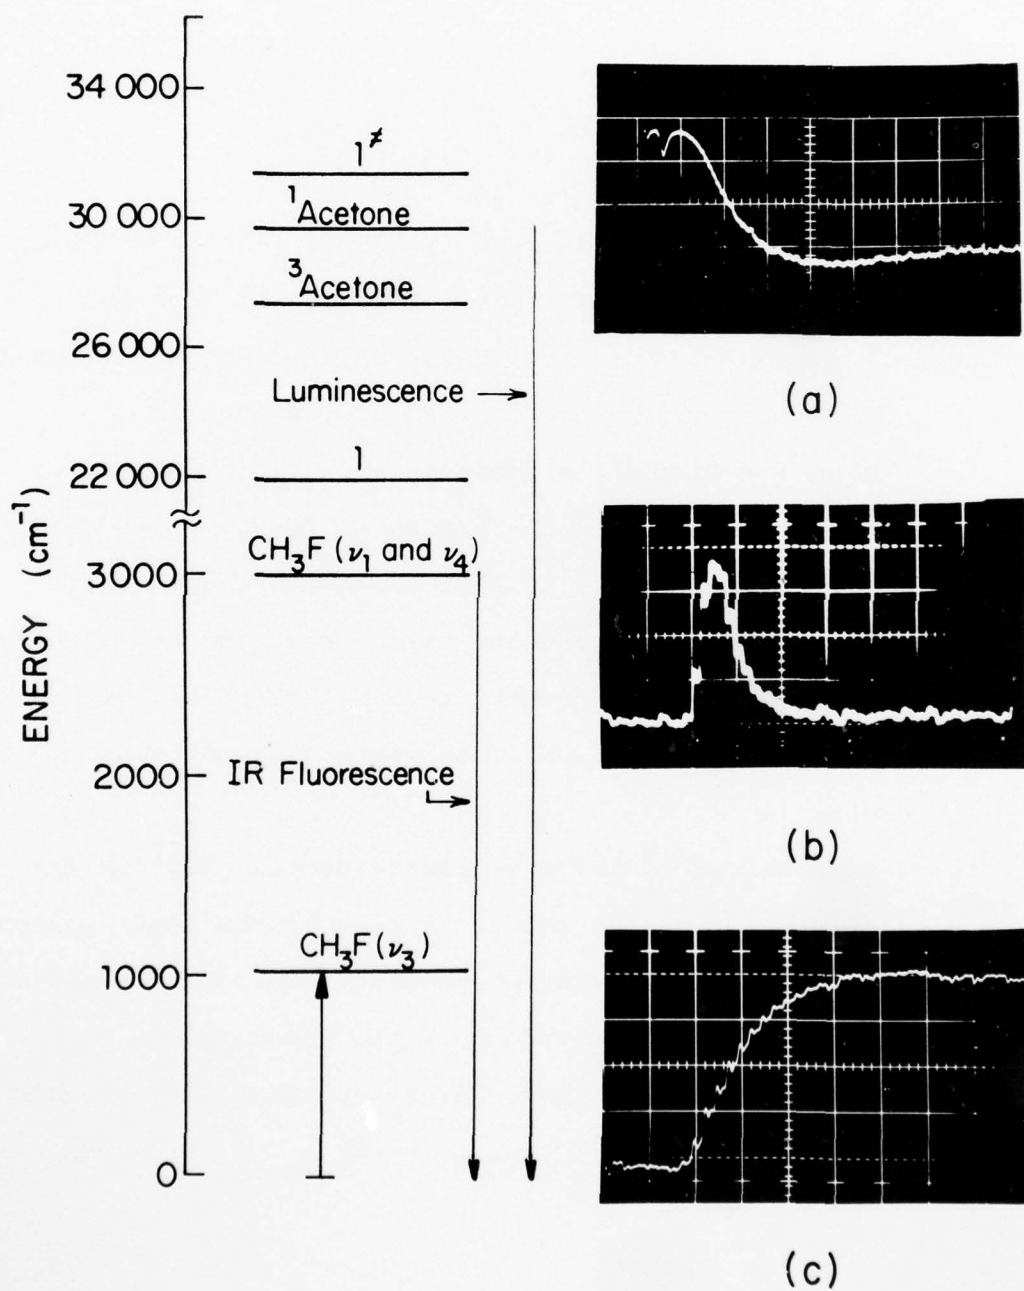 34 000
1≠
¹Acetone
30 000
³Acetone
26 000
Luminescence
(a)
1
22 000
ENERGY (cm⁻¹)
CH₃F (ν₁ and ν₄)
3000
IR Fluorescence
2000
(b)
CH₃F (ν₃)
1000
0
(c)